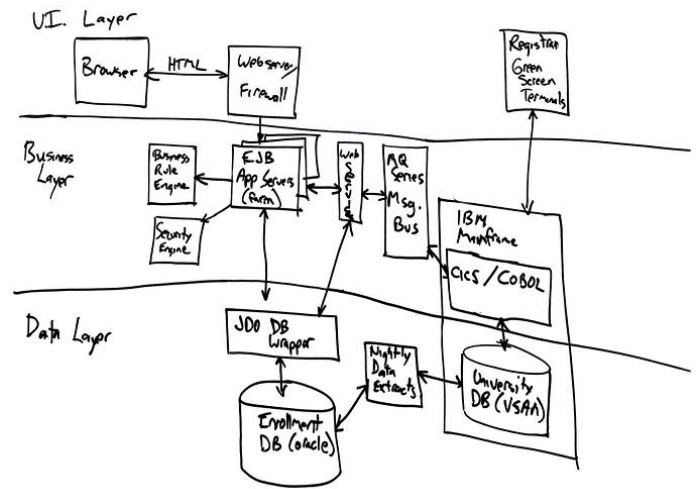 UI. Layer
Browser
HTML
Web server/
Firewall
Registrar
Green
Screen
Terminals
Business
Layer
Business
Rule
Engine
EJB
App Servers
(farm)
Security
Engine
Web
Services
MQ
Series
Msg.
Bus
IBM
Mainframe
CICS / COBOL
Data Layer
JDO DB
Wrapper
Nightly
Data
Extracts
University
DB (VSAM)
Enrollment
DB (oracle)